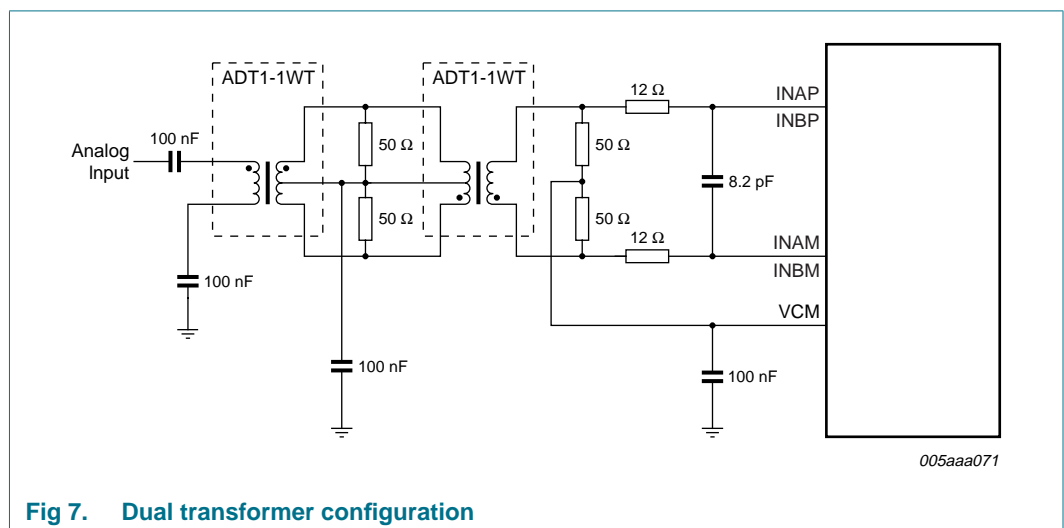 ADT1-1WT
ADT1-1WT
12 Ω
INAP
INBP
100 nF
Analog
Input
50 Ω
50 Ω
8.2 pF
50 Ω
50 Ω
12 Ω
INAM
INBM
100 nF
VCM
100 nF
100 nF
005aaa071
Fig 7. Dual transformer configuration